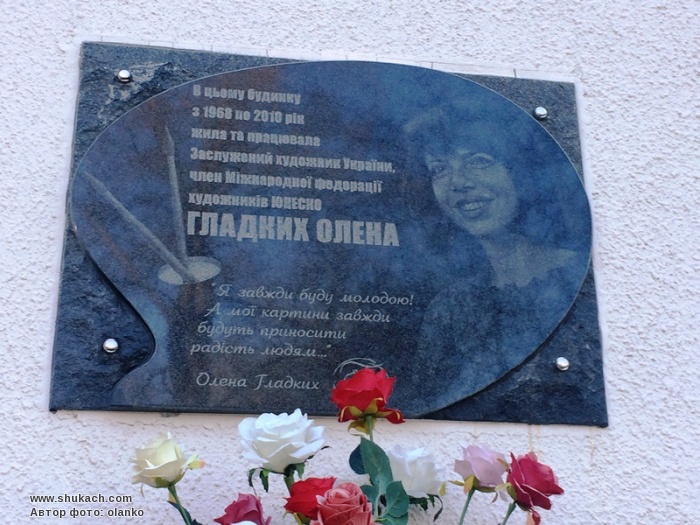 В цьому будинку
з 1968 по 2010 рік
жила та працювала
Заслужений художник України,
член Міжнародної федерації
художників ЮНЕСКО
ГЛАДКИХ ОЛЕНА
"Я завжди буду молодою!
А мої картини завжди
будуть приносити
радість людям..."
Олена Гладких
www.shukach.com
Автор фото: olanko